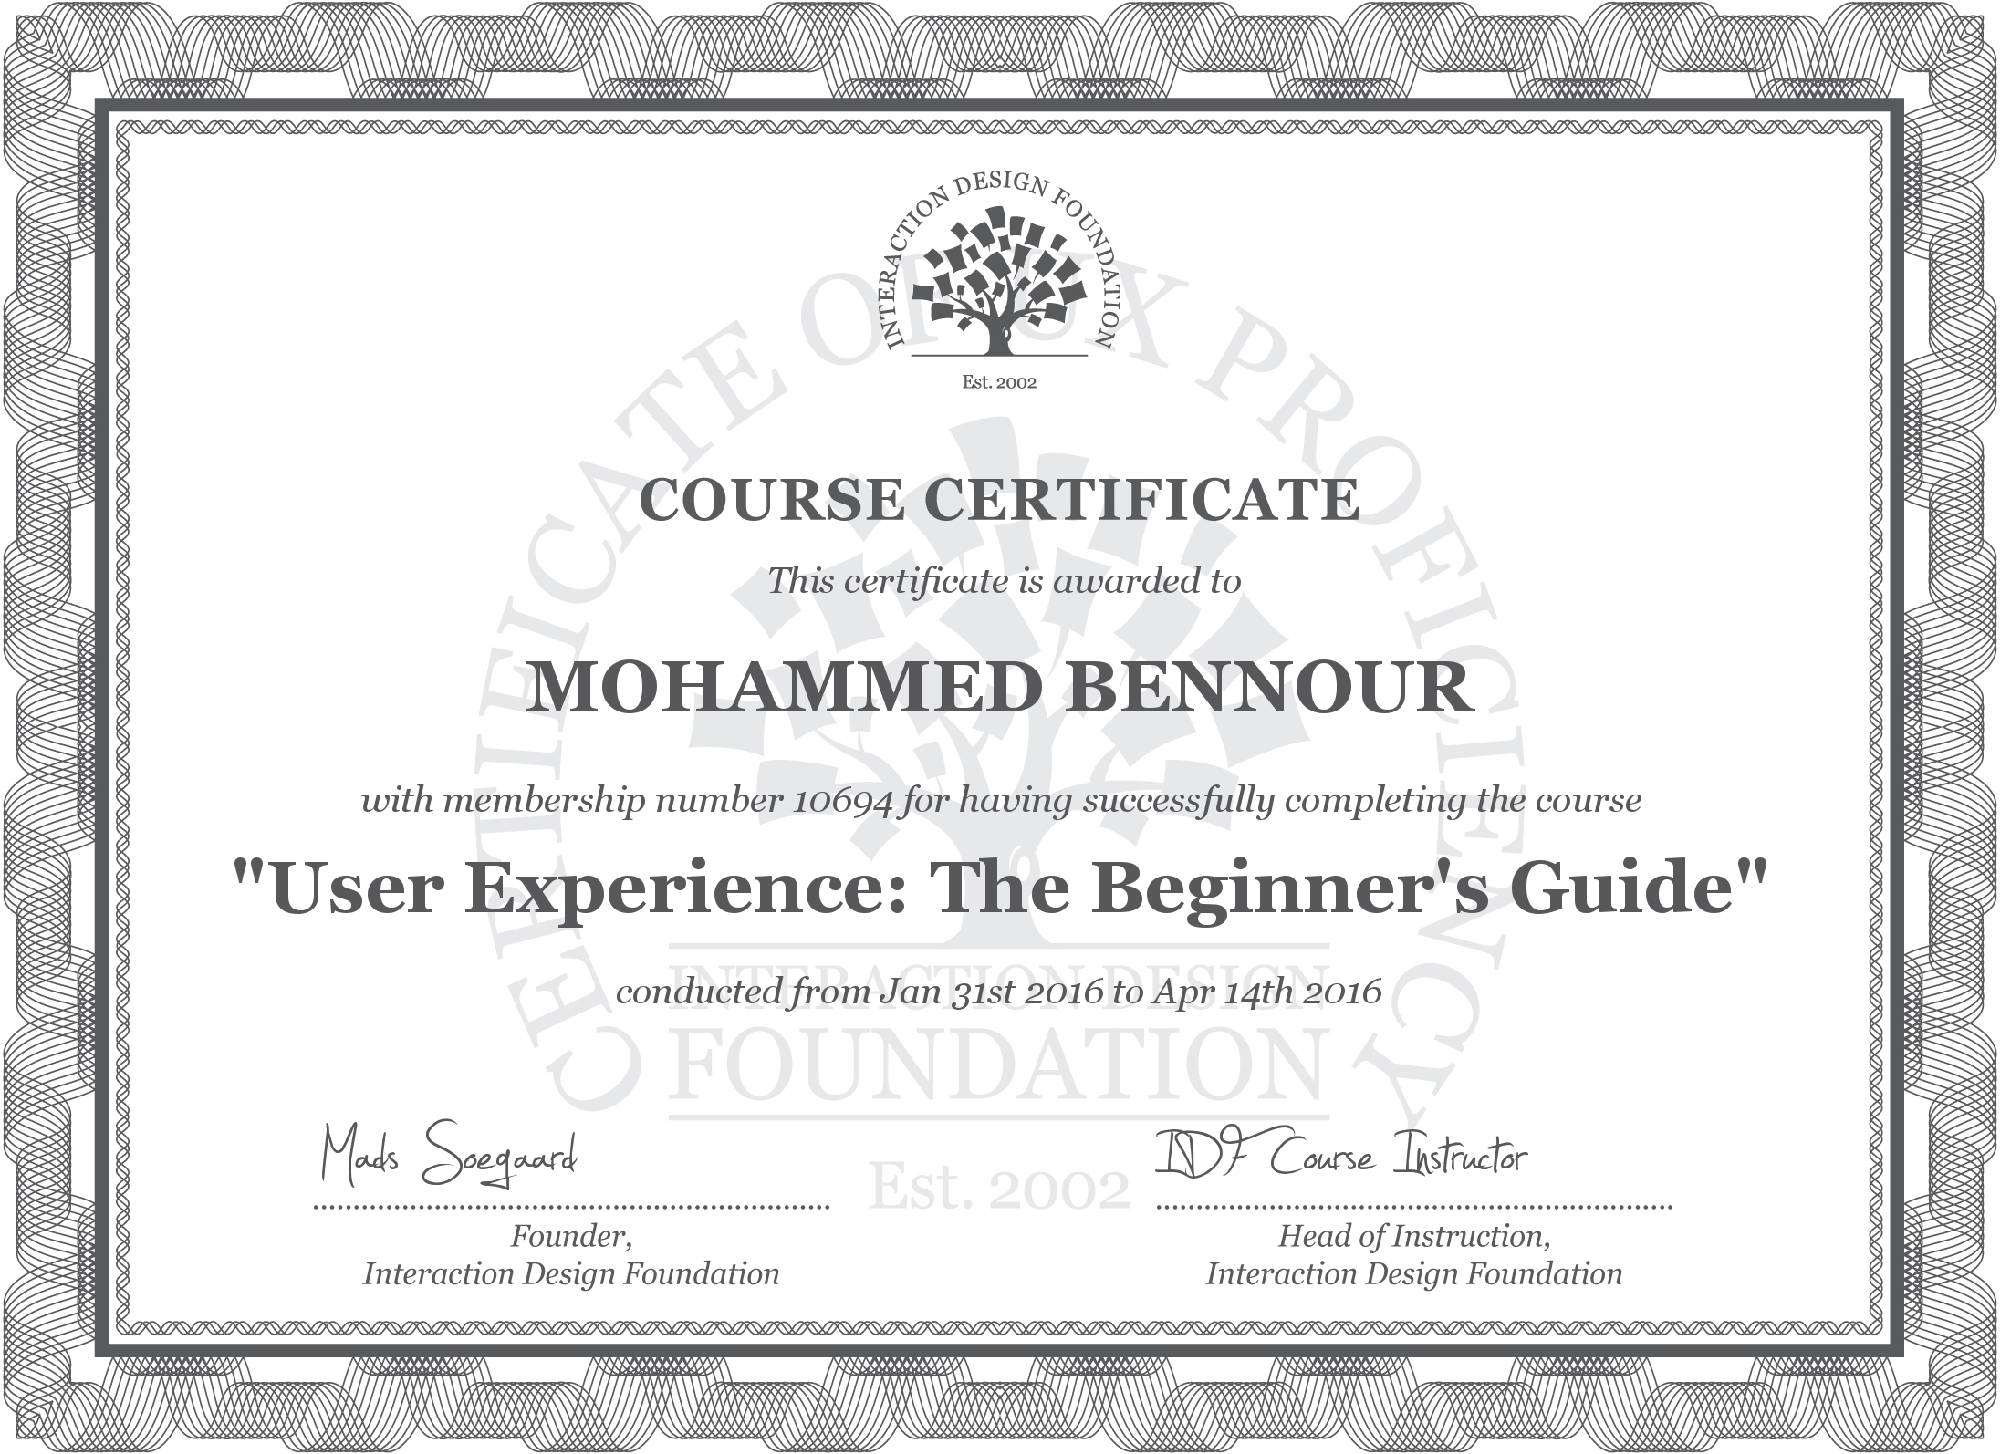 INTERACTION DESIGN FOUNDATION
Est. 2002
CERTIFICATE OF UX PROFICIENCY
COURSE CERTIFICATE
This certificate is awarded to
MOHAMMED BENNOUR
with membership number 10694 for having successfully completing the course
"User Experience: The Beginner's Guide"
conducted from Jan 31st 2016 to Apr 14th 2016
INTERACTION DESIGN
FOUNDATION
Est. 2002
Mads Soegaard
Founder,
Interaction Design Foundation
IDF Course Instructor
Head of Instruction,
Interaction Design Foundation